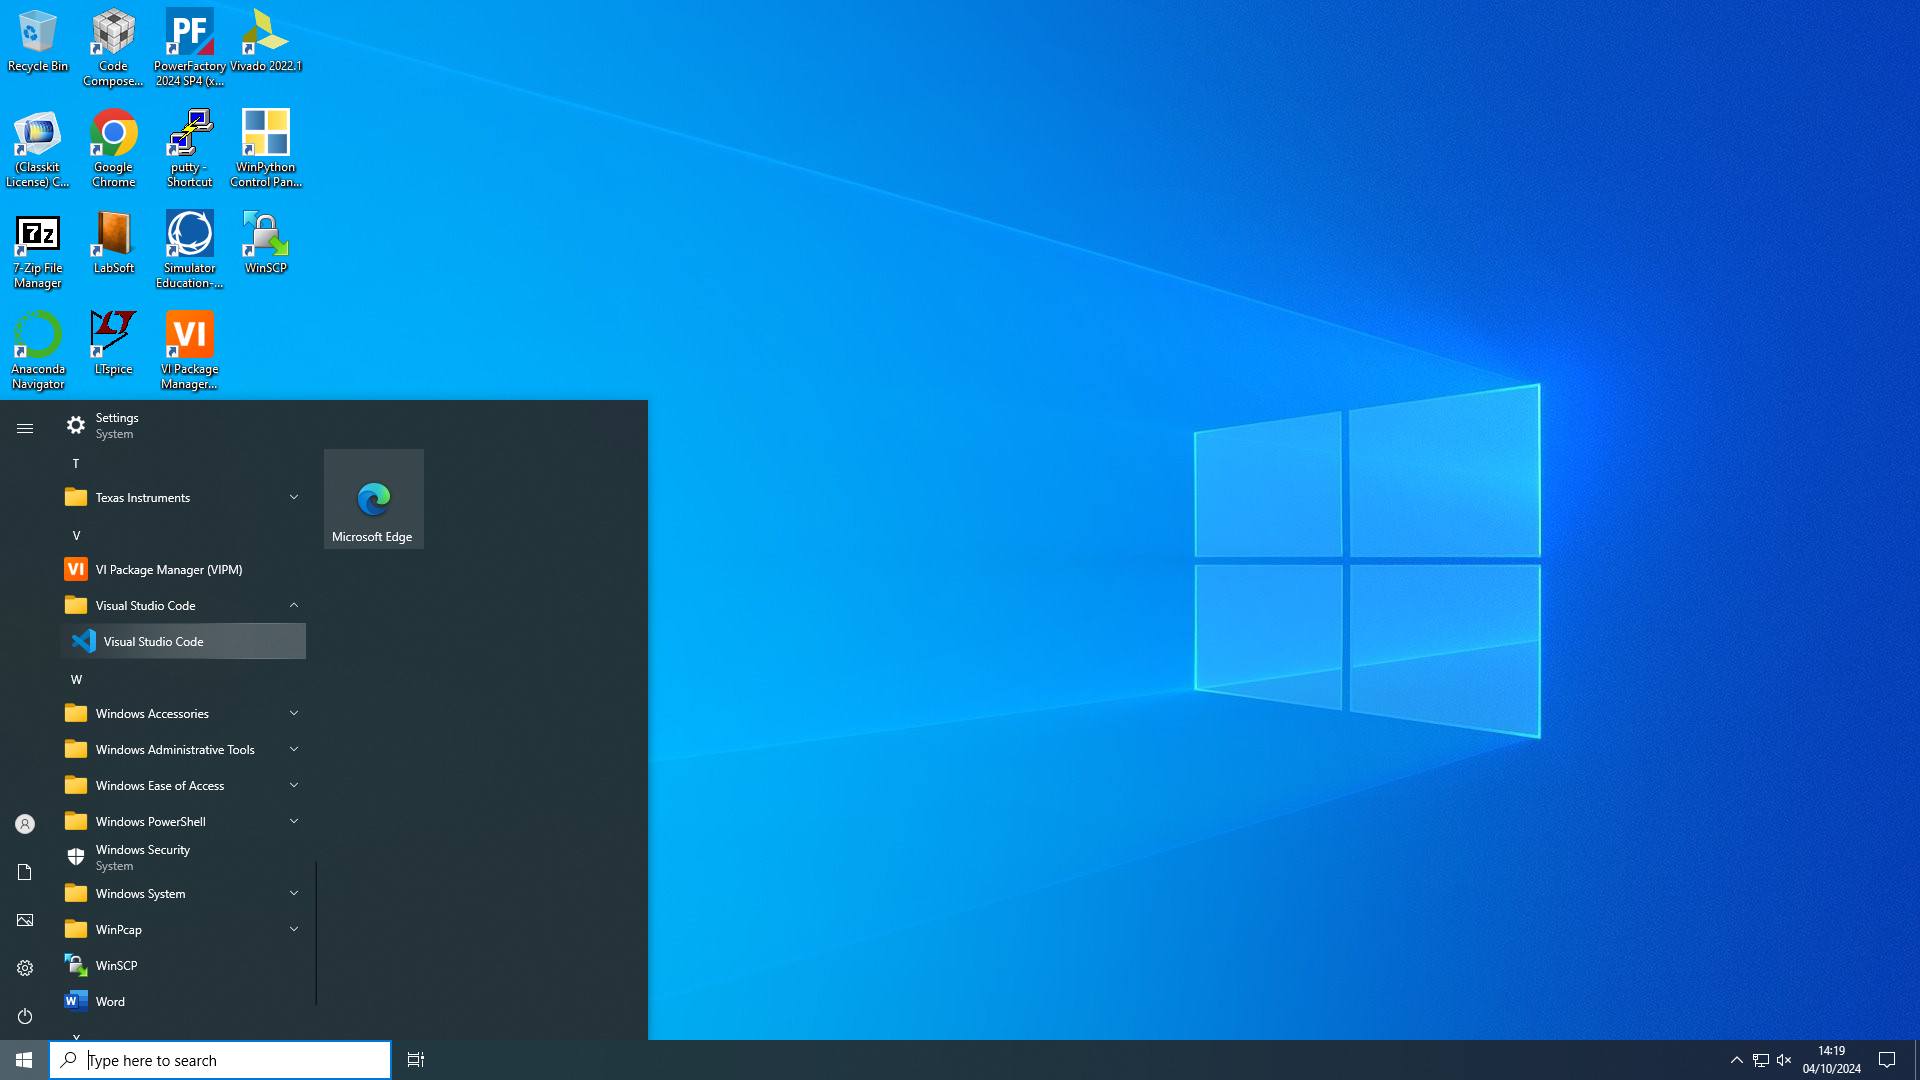 Recycle Bin
Code
Compose...
PF
PowerFactory
2024 SP4 (x...
Vivado 2022.1
(Classkit
License) C...
Google
Chrome
putty -
Shortcut
WinPython
Control Pan...
7z
7-Zip File
Manager
LabSoft
Simulator
Education-...
WinSCP
Anaconda
Navigator
LTspice
VI
VI Package
Manager...
Settings
System
T
Texas Instruments
V
VI
VI Package Manager (VIPM)
Visual Studio Code
Visual Studio Code
W
Windows Accessories
Windows Administrative Tools
Windows Ease of Access
Windows PowerShell
Windows Security
System
Windows System
WinPcap
WinSCP
W
Word
Microsoft Edge
Type here to search
14:19
04/10/2024